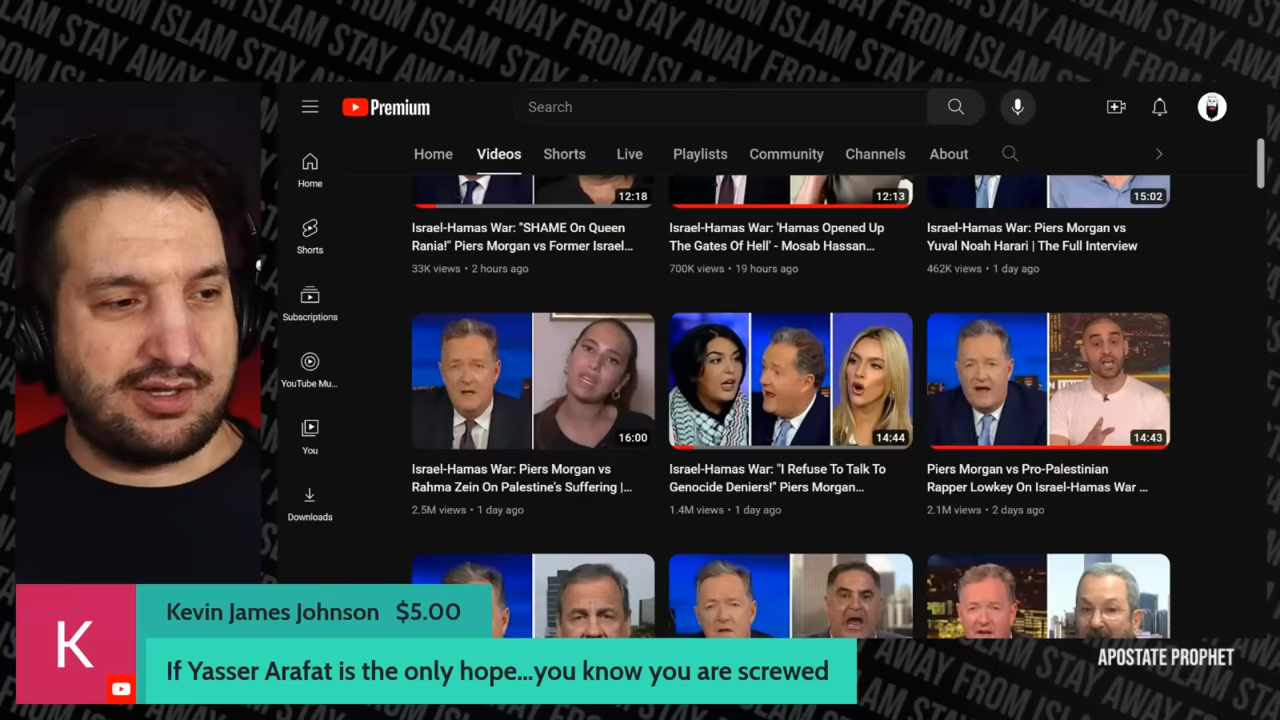 STAY AWAY FROM ISLAM
Premium
Search
Home
Videos
Shorts
Live
Playlists
Community
Channels
About
Home
Shorts
Subscriptions
YouTube Mu...
You
Downloads
12:18
12:13
15:02
Israel-Hamas War: "SHAME On Queen
Rania!" Piers Morgan vs Former Israel...
33K views • 2 hours ago
Israel-Hamas War: 'Hamas Opened Up
The Gates Of Hell' - Mosab Hassan...
700K views • 19 hours ago
Israel-Hamas War: Piers Morgan vs
Yuval Noah Harari | The Full Interview
462K views • 1 day ago
16:00
14:44
14:43
Israel-Hamas War: Piers Morgan vs
Rahma Zein On Palestine's Suffering |...
2.5M views • 1 day ago
Israel-Hamas War: "I Refuse To Talk To
Genocide Deniers!" Piers Morgan...
1.4M views • 1 day ago
Piers Morgan vs Pro-Palestinian
Rapper Lowkey On Israel-Hamas War ...
2.1M views • 2 days ago
K
Kevin James Johnson $5.00
If Yasser Arafat is the only hope...you know you are screwed
APOSTATE PROPHET